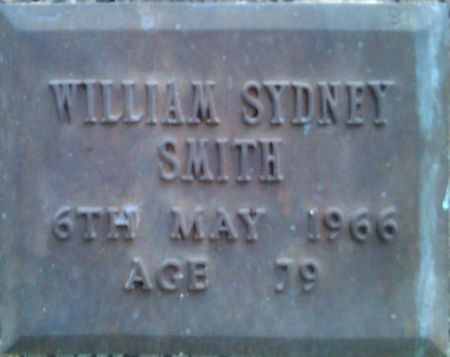 WILLIAM SYDNEY
SMITH
6TH MAY 1966
AGE 79